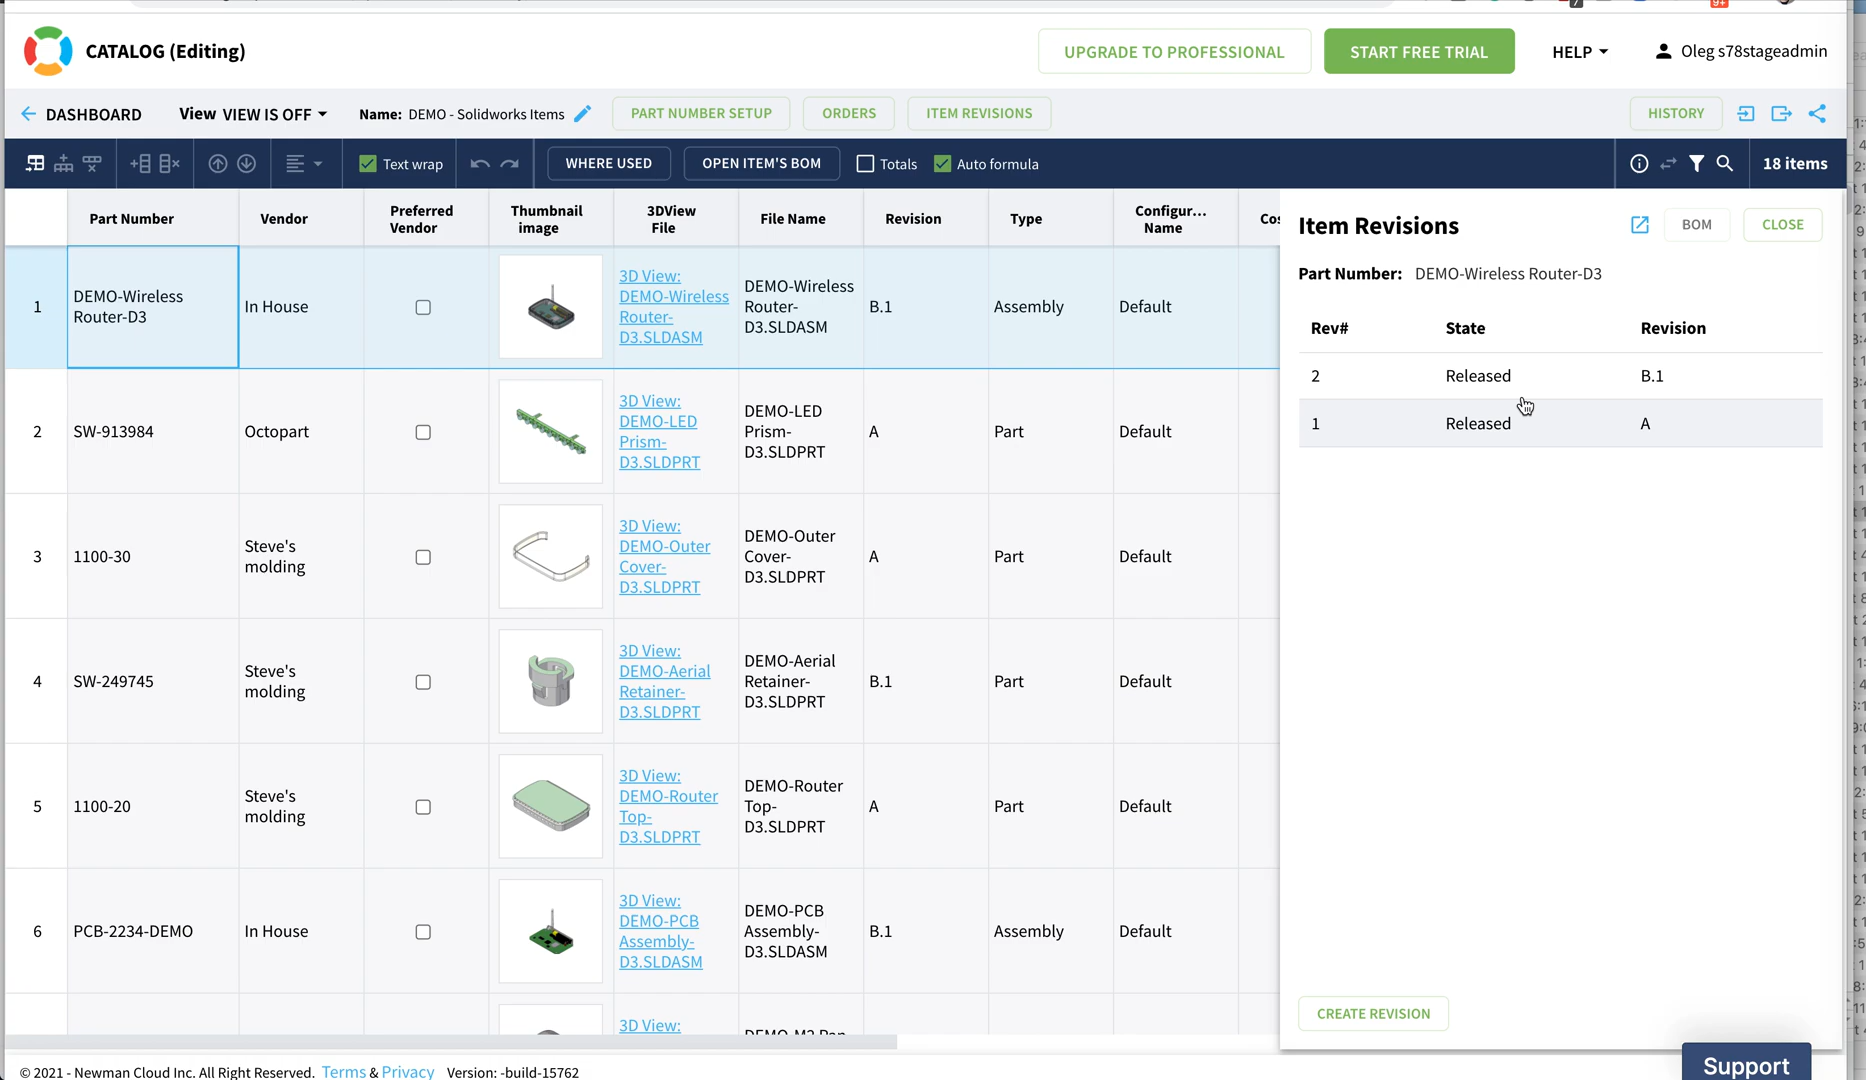 CATALOG (Editing)
UPGRADE TO PROFESSIONAL
START FREE TRIAL
HELP
Oleg s78stageadmin
DASHBOARD
View VIEW IS OFF
Name: DEMO - Solidworks Items
PART NUMBER SETUP
ORDERS
ITEM REVISIONS
HISTORY
Text wrap
WHERE USED
OPEN ITEM'S BOM
Totals
Auto formula
18 items
Part Number
Vendor
Preferred
Vendor
Thumbnail
image
3DView
File
File Name
Revision
Type
Configur...
Name
1
DEMO-Wireless
Router-D3
In House
3D View:
DEMO-Wireless
Router-
D3.SLDASM
DEMO-Wireless
Router-
D3.SLDASM
B.1
Assembly
Default
2
SW-913984
Octopart
3D View:
DEMO-LED
Prism-
D3.SLDPRT
DEMO-LED
Prism-
D3.SLDPRT
A
Part
Default
3
1100-30
Steve's
molding
3D View:
DEMO-Outer
Cover-
D3.SLDPRT
DEMO-Outer
Cover-
D3.SLDPRT
A
Part
Default
4
SW-249745
Steve's
molding
3D View:
DEMO-Aerial
Retainer-
D3.SLDPRT
DEMO-Aerial
Retainer-
D3.SLDPRT
B.1
Part
Default
5
1100-20
Steve's
molding
3D View:
DEMO-Router
Top-
D3.SLDPRT
DEMO-Router
Top-
D3.SLDPRT
A
Part
Default
6
PCB-2234-DEMO
In House
3D View:
DEMO-PCB
Assembly-
D3.SLDASM
DEMO-PCB
Assembly-
D3.SLDASM
B.1
Assembly
Default
3D View:
Item Revisions
BOM
CLOSE
Part Number: DEMO-Wireless Router-D3
Rev#
State
Revision
2
Released
B.1
1
Released
A
CREATE REVISION
Support
© 2021 - Newman Cloud Inc. All Right Reserved. Terms & Privacy Version: -build-15762